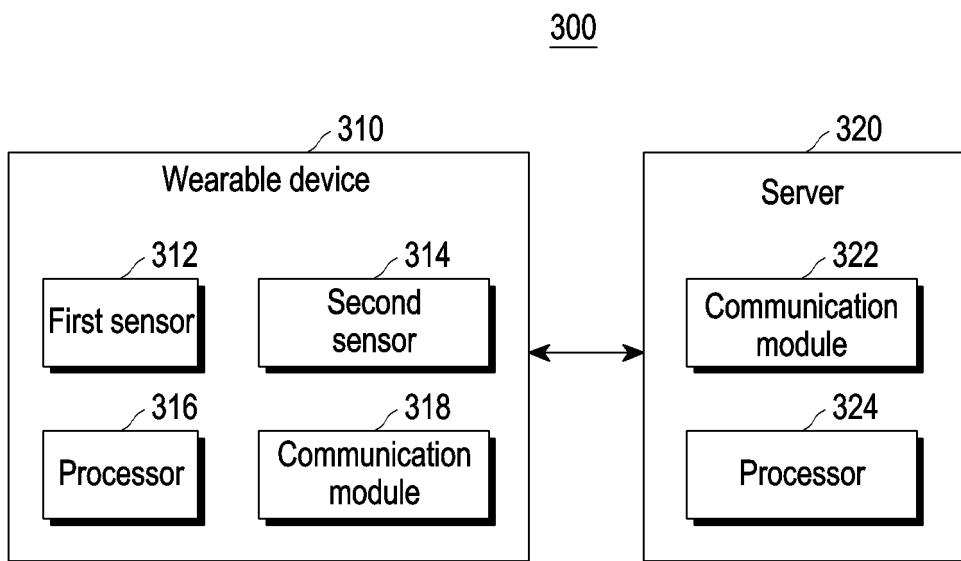 300
310
320
Wearable device
Server
312
314
322
First sensor
Second
sensor
Communication
module
316
318
324
Processor
Communication
module
Processor